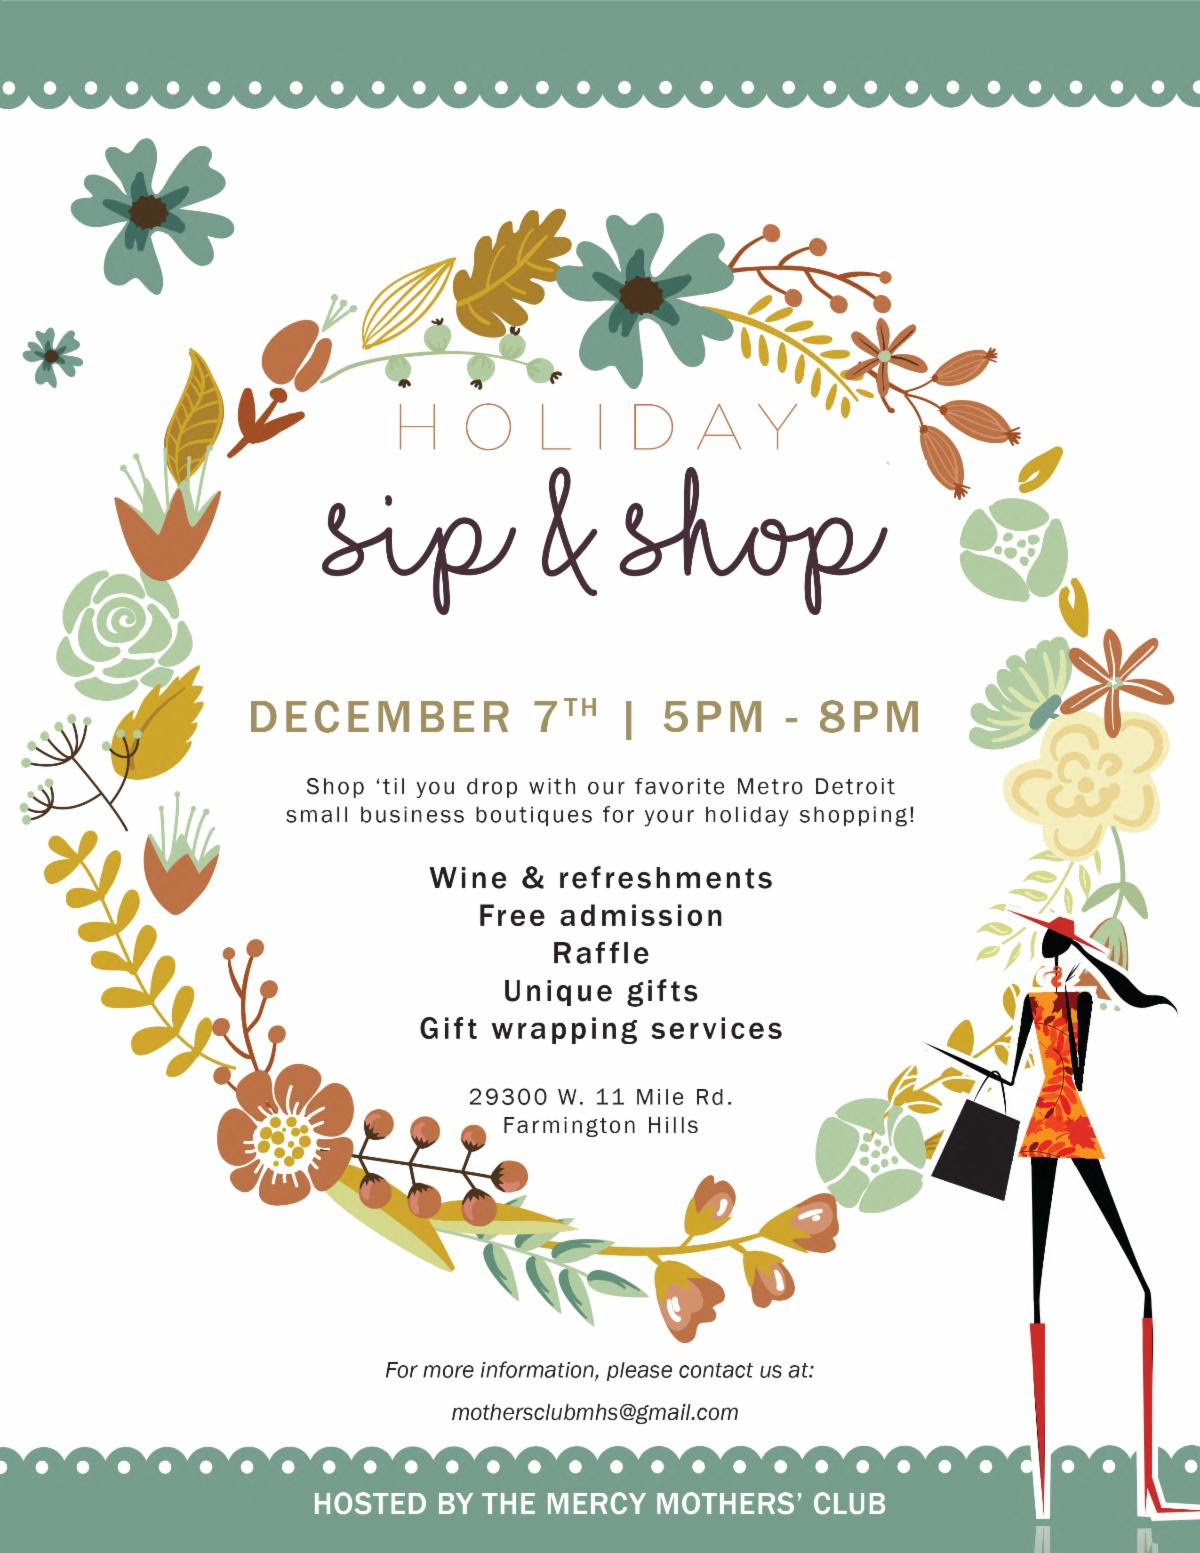 HOLIDAY
sip & shop
DECEMBER 7TH | 5PM - 8PM
Shop ‘til you drop with our favorite Metro Detroit
small business boutiques for your holiday shopping!
Wine & refreshments
Free admission
Raffle
Unique gifts
Gift wrapping services
29300 W. 11 Mile Rd.
Farmington Hills
For more information, please contact us at:
mothersclubmhs@gmail.com
HOSTED BY THE MERCY MOTHERS’ CLUB